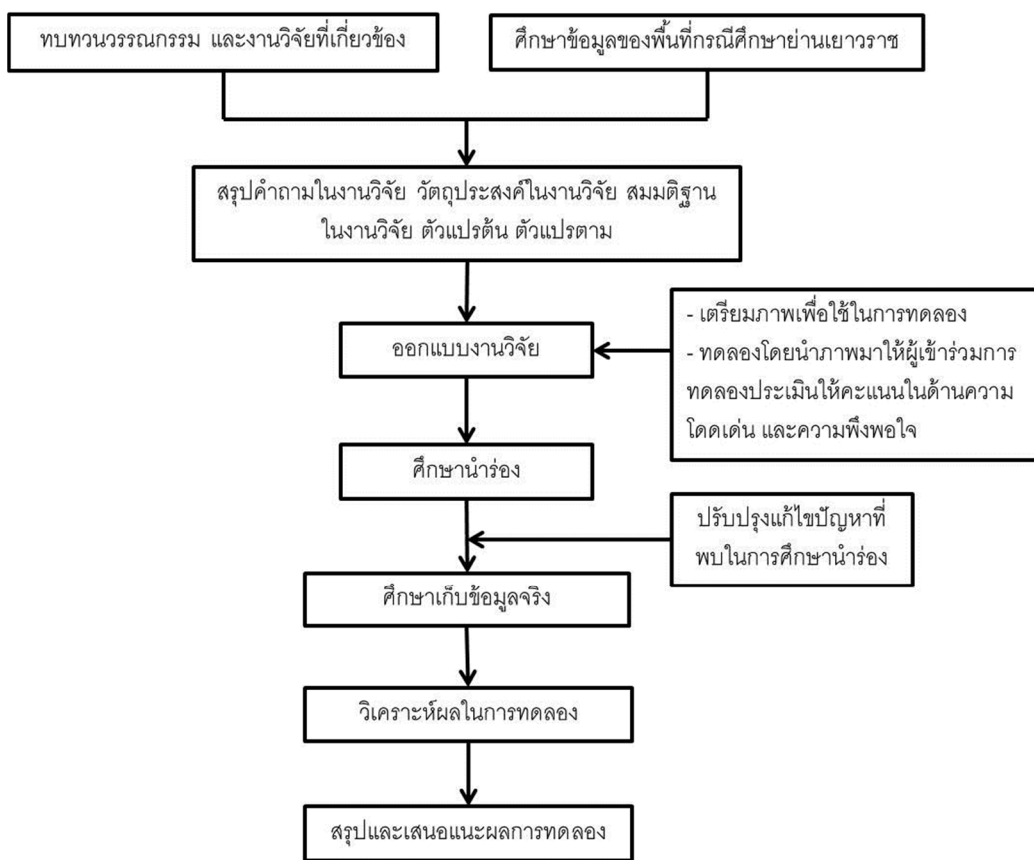 ทบทวนวรรณกรรม และงานวิจัยที่เกี่ยวข้อง
ศึกษาข้อมูลของพื้นที่กรณีศึกษาย่านเยาวราช
สรุปคำถามในงานวิจัย วัตถุประสงค์ในงานวิจัย สมมติฐาน
ในงานวิจัย ตัวแปรต้น ตัวแปรตาม
ออกแบบงานวิจัย
- เตรียมภาพเพื่อใช้ในการทดลอง
- ทดลองโดยนำภาพมาให้ผู้เข้าร่วมการ
ทดลองประเมินให้คะแนนในด้านความ
โดดเด่น และความพึงพอใจ
ศึกษานำร่อง
ปรับปรุงแก้ไขปัญหาที่
พบในการศึกษานำร่อง
ศึกษาเก็บข้อมูลจริง
วิเคราะห์ผลในการทดลอง
สรุปและเสนอแนะผลการทดลอง